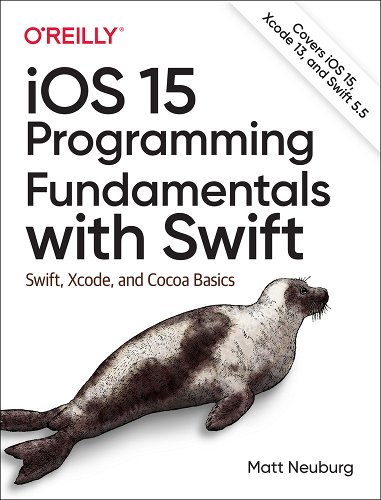 O'REILLY®
Covers iOS 15,
Xcode 13, and Swift 5.5
iOS 15
Programming
Fundamentals
with Swift
Swift, Xcode, and Cocoa Basics
Matt Neuburg